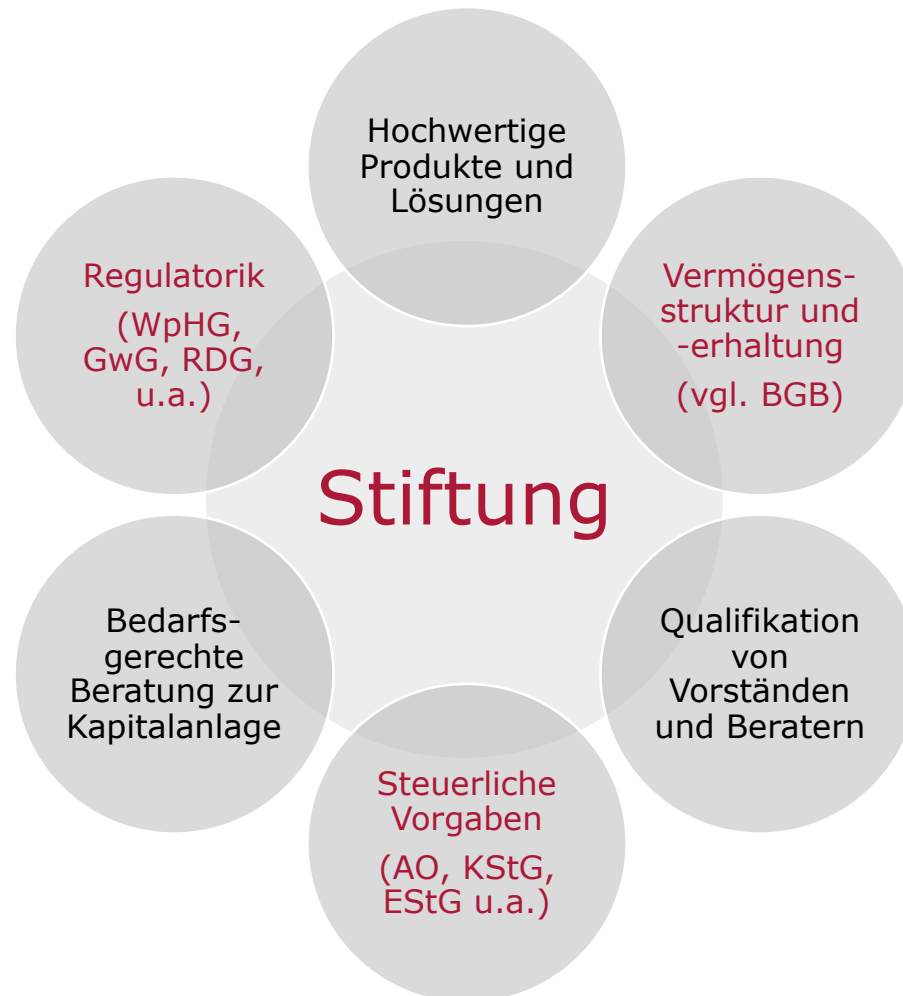 Hochwertige
Produkte und
Lösungen
Regulatorik
(WpHG,
GwG, RDG,
u.a.)
Vermögens-
struktur und
-erhaltung
(vgl. BGB)
Stiftung
Bedarfs-
gerechte
Beratung zur
Kapitalanlage
Qualifikation
von
Vorständen
und Beratern
Steuerliche
Vorgaben
(AO, KStG,
EStG u.a.)